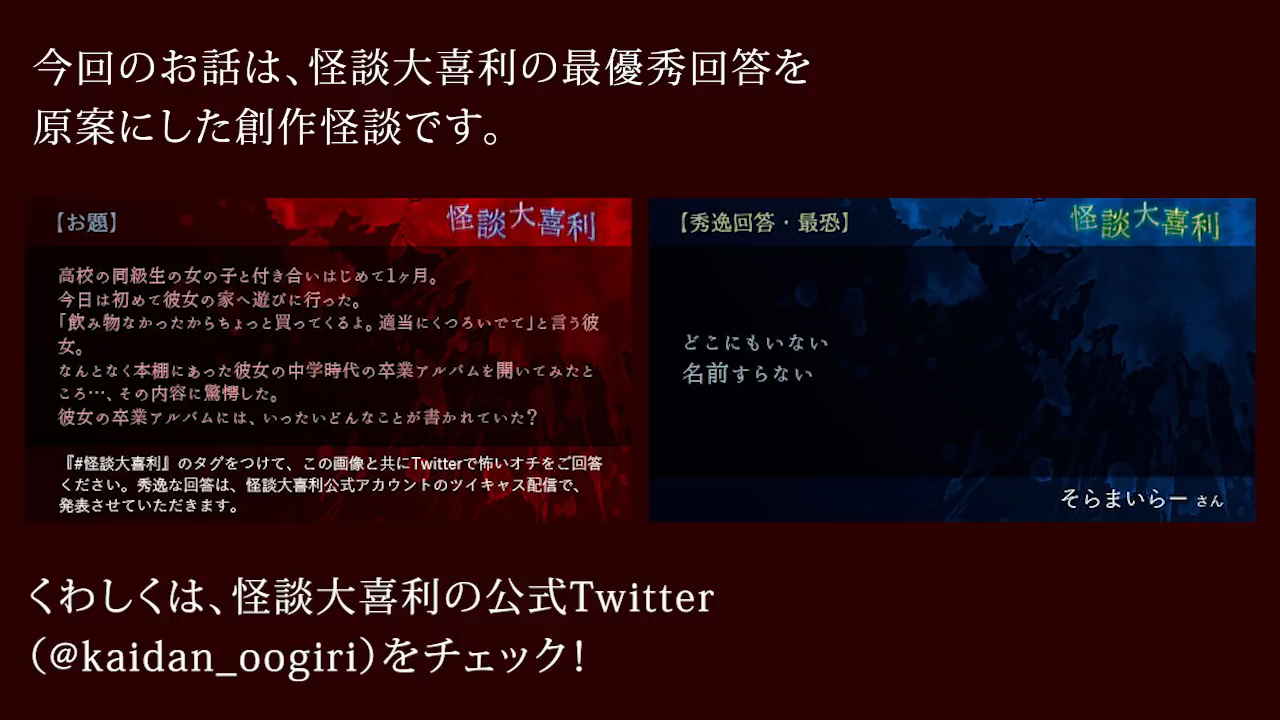 今回のお話は、怪談大喜利の最優秀回答を
原案にした創作怪談です。
【お題】
怪談大喜利
高校の同級生の女の子と付き合いはじめて1ヶ月。
今日は初めて彼女の家へ遊びに行った。
「飲み物なかったからちょっと買ってくるよ。適当にくつろいでて」と言う彼
女。
なんとなく本棚にあった彼女の中学時代の卒業アルバムを開いてみたと
ころ…、その内容に驚愕した。
彼女の卒業アルバムには、いったいどんなことが書かれていた?
『#怪談大喜利』のタグをつけて、この画像と共にTwitterで怖いオチをご回答
ください。秀逸な回答は、怪談大喜利公式アカウントのツイキャス配信で、
発表させていただきます。
【秀逸回答・最恐】
怪談大喜利
どこにもいない
名前すらない
そらまいらー さん
くわしくは、怪談大喜利の公式Twitter
(@kaidan_oogiri)をチェック!